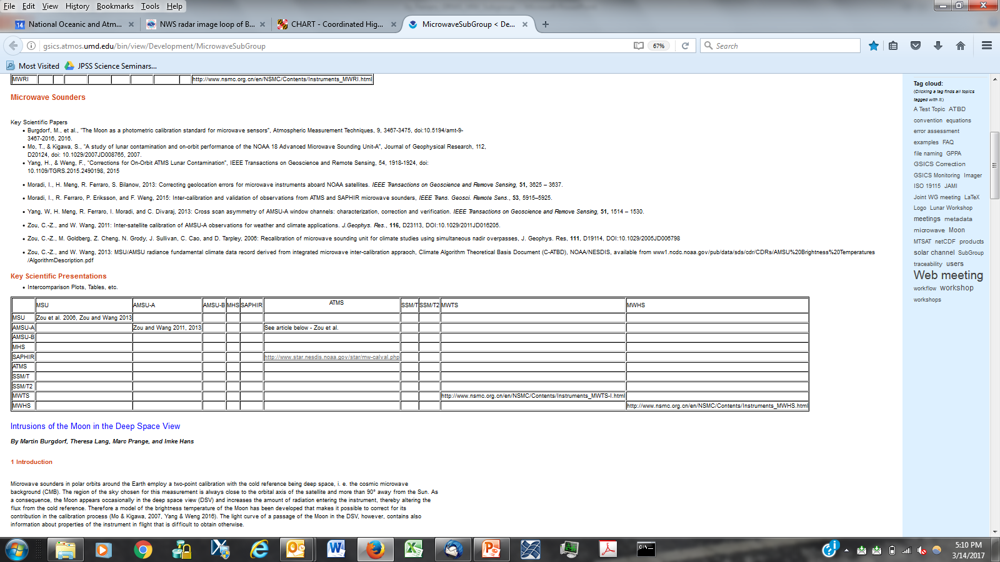 File Edit View History Bookmarks Tools Help
14 National Oceanic and Atm... NWS radar image loop of B... CHART - Coordinated Hig... MicrowaveSubGroup < De...
gsics.atmos.umd.edu/bin/view/Development/MicrowaveSubGroup 67% Search
Most Visited JPSS Science Seminars...
MWRI http://www.nsmc.org.cn/en/NSMC/Contents/Instruments_MWRI.html
Microwave Sounders
Key Scientific Papers
• Burgdorf, M., et al., "The Moon as a photometric calibration standard for microwave sensors", Atmospheric Measurement Techniques, 9, 3467-3475, doi:10.5194/amt-9-
3467-2016, 2016.
• Mo, T., & Kigawa, S., "A study of lunar contamination and on-orbit performance of the NOAA 18 Advanced Microwave Sounding Unit-A", Journal of Geophysical Research, 112,
D20124, doi: 10.1029/2007JD008765, 2007.
• Yang, H., & Weng, F., "Corrections for On-Orbit ATMS Lunar Contamination", IEEE Transactions on Geoscience and Remote Sensing, 54, 1918-1924, doi:
10.1109/TGRS.2015.2490198, 2015
• Moradi, I., H. Meng, R. Ferraro, S. Bilanow, 2013: Correcting geolocation errors for microwave instruments aboard NOAA satellites. IEEE Transactions on Geoscience and Remove Sensing, 51, 3625 – 3637.
• Moradi, I., R. Ferraro, P. Eriksson, and F. Weng, 2015: Inter-calibration and validation of observations from ATMS and SAPHIR microwave sounders, IEEE Trans. Geosci. Remote Sens., 53, 5915–5925.
• Yang, W, H. Meng, R. Ferraro, I. Moradi, and C. Divaraj, 2013: Cross scan asymmetry of AMSU-A window channels: characterization, correction and verification. IEEE Transactions on Geoscience and Remove Sensing, 51, 1514 – 1530.
• Zou, C.-Z., and W. Wang, 2011: Inter-satellite calibration of AMSU-A observations for weather and climate applications. J.Geophys. Res., 116, D23113, DOI:10.1029/2011JD016205.
• Zou, C.-Z., M. Goldberg, Z. Cheng, N. Grody, J. Sullivan, C. Cao, and D. Tarpley, 2006: Recalibration of microwave sounding unit for climate studies using simultaneous nadir overpasses, J. Geophys. Res, 111, D19114, DOI:10.1029/2005JD006798
• Zou, C.-Z., and W. Wang, 2013: MSU/AMSU radiance fundamental climate data record derived from integrated microwave inter-calibration appraoch, Climate Algorithm Theoretical Basis Document (C-ATBD), NOAA/NESDIS, available from www1.ncdc.noaa.gov/pub/data/sds/cdr/CDRs/AMSU%20Brightness%20Temperatures
/AlgorithmDescription.pdf
Key Scientific Presentations
• Intercomparison Plots, Tables, etc.
MSU AMSU-A AMSU-B MHS SAPHIR ATMS SSM/T SSM/T2 MWTS MWHS
MSU Zou et al. 2006, Zou and Wang 2013
AMSU-A Zou and Wang 2011, 2013 See article below - Zou et al.
AMSU-B
MHS
SAPHIR http://www.star.nesdis.noaa.gov/star/mw-calval.php
ATMS
SSM/T
SSM/T2
MWTS http://www.nsmc.org.cn/en/NSMC/Contents/Instruments_MWTS-I.html
MWHS http://www.nsmc.org.cn/en/NSMC/Contents/Instruments_MWHS.html
Intrusions of the Moon in the Deep Space View
By Martin Burgdorf, Theresa Lang, Marc Prange, and Imke Hans
1 Introduction
Microwave sounders in polar orbits around the Earth employ a two-point calibration with the cold reference being deep space, i. e. the cosmic microwave
background (CMB). The region of the sky chosen for this measurement is always close to the orbital axis of the satellite and more than 90° away from the Sun. As
a consequence, the Moon appears occasionally in the deep space view (DSV) and increases the amount of radiation entering the instrument, thereby altering the
flux from the cold reference. Therefore a model of the brightness temperature of the Moon has been developed that makes it possible to correct for its
contribution in the calibration process (Mo & Kigawa, 2007, Yang & Weng 2016). The light curve of a passage of the Moon in the DSV, however, contains also
information about properties of the instrument in flight that is difficult to obtain otherwise.
Tag cloud:
(Clicking a tag finds all topics
tagged with it.)
A Test Topic ATBD
convention equations
error assessment
examples FAQ
file naming GPPA
GSICS Correction
GSICS Monitoring Imager
ISO 19115 JAMI
Joint WG meeting LaTeX
Logo Lunar Workshop
meetings metadata
microwave Moon
MTSAT netCDF products
solar channel SubGroup
traceability users
Web meeting
workflow workshop
workshops
5:10 PM
3/14/2017